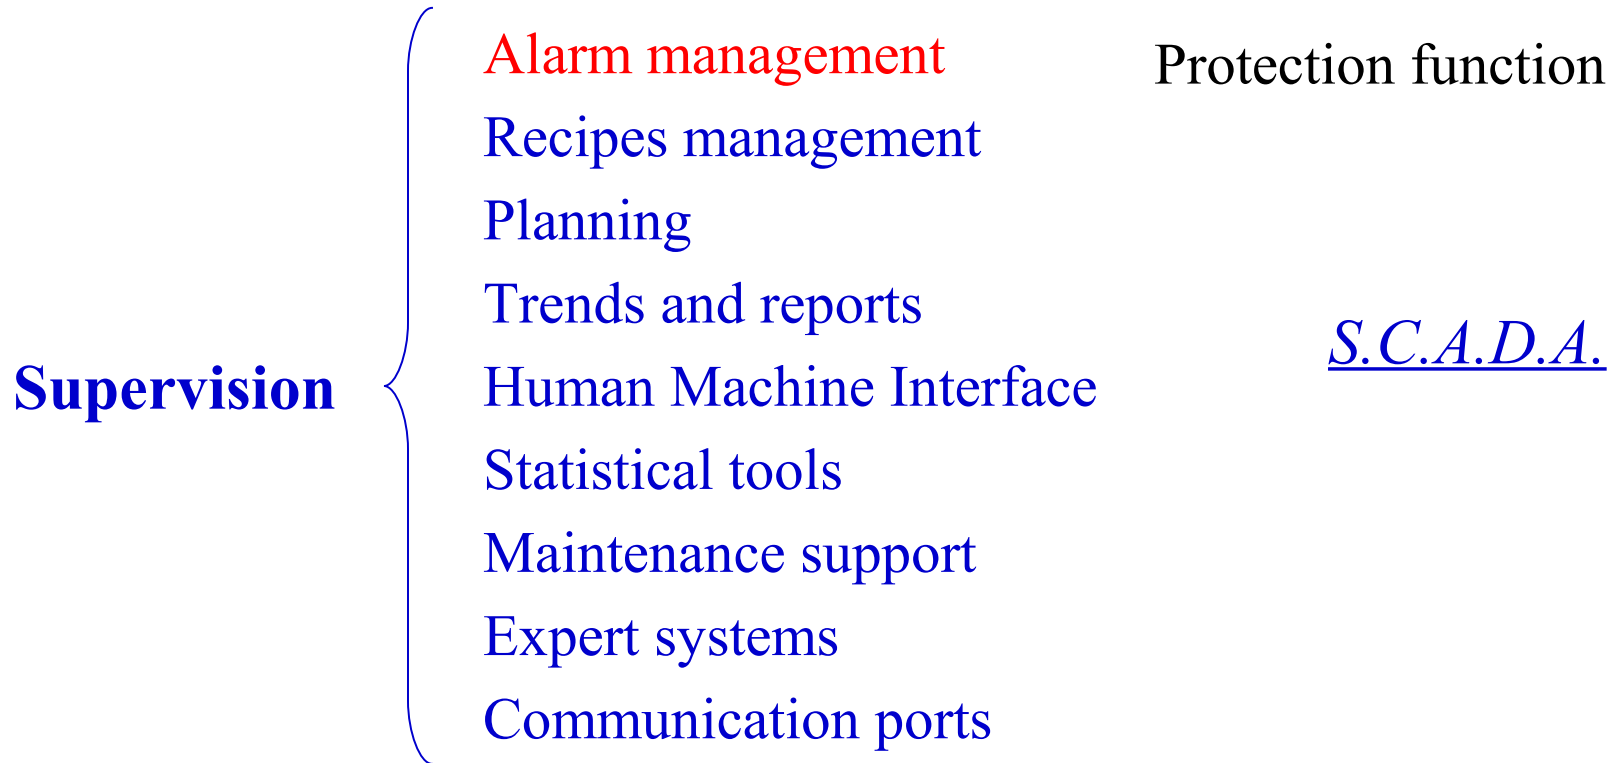 Alarm management
Protection function
Recipes management
Planning
Trends and reports
S.C.A.D.A.
Supervision
Human Machine Interface
Statistical tools
Maintenance support
Expert systems
Communication ports